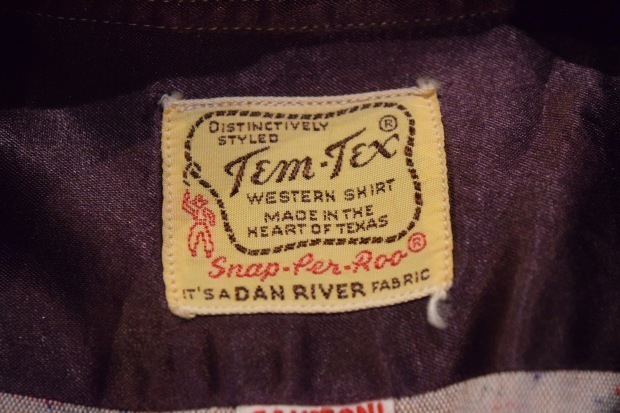 DISTINCTIVELY
STYLED
Tem-Tex®
WESTERN SHIRT
MADE IN THE
HEART OF TEXAS
Snap-Per-Roo®
IT'S A DAN RIVER FABRIC